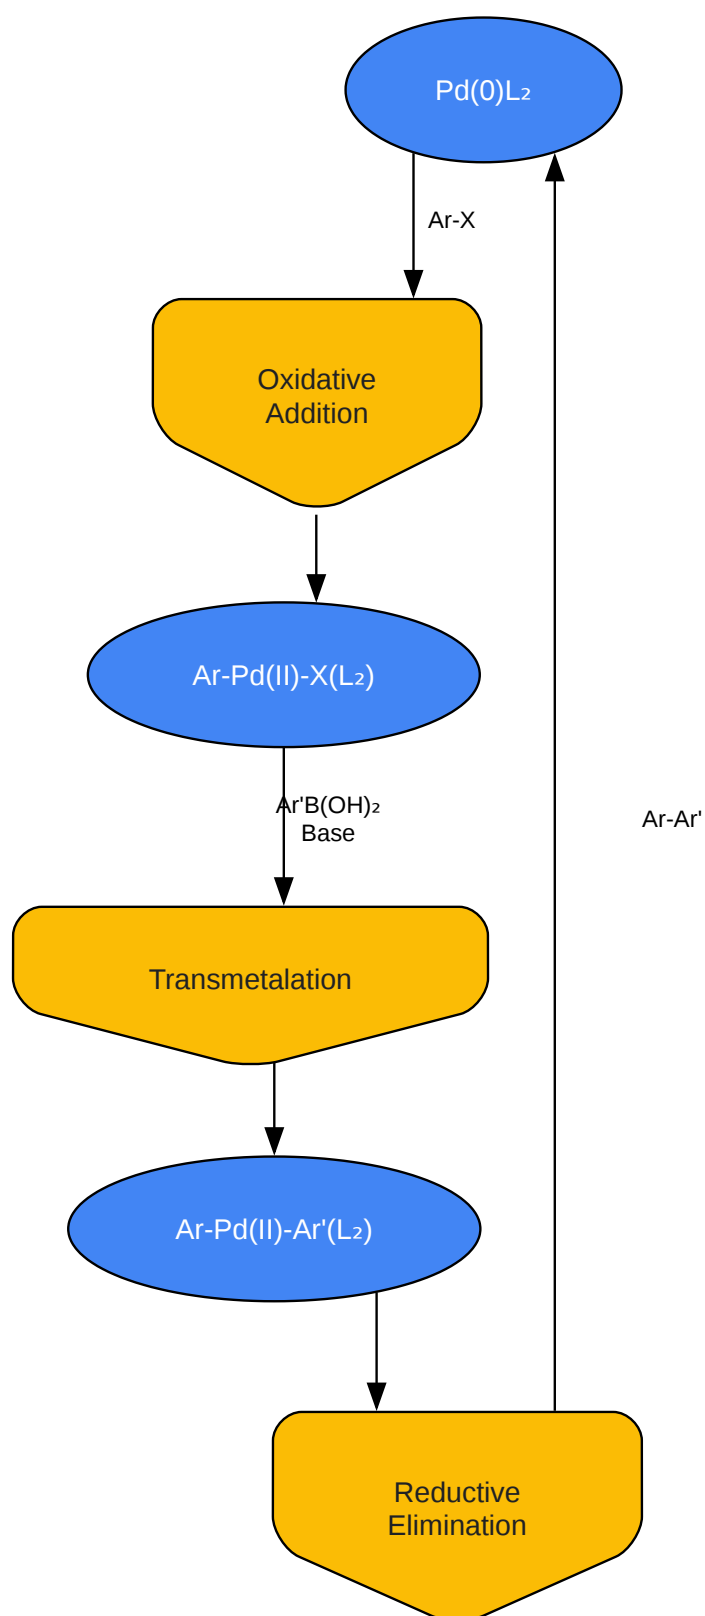 Pd(0)L₂
Ar-X
Oxidative
Addition
Ar-Pd(II)-X(L₂)
Ar'B(OH)₂
Base
Ar-Ar'
Transmetalation
Ar-Pd(II)-Ar'(L₂)
Reductive
Elimination